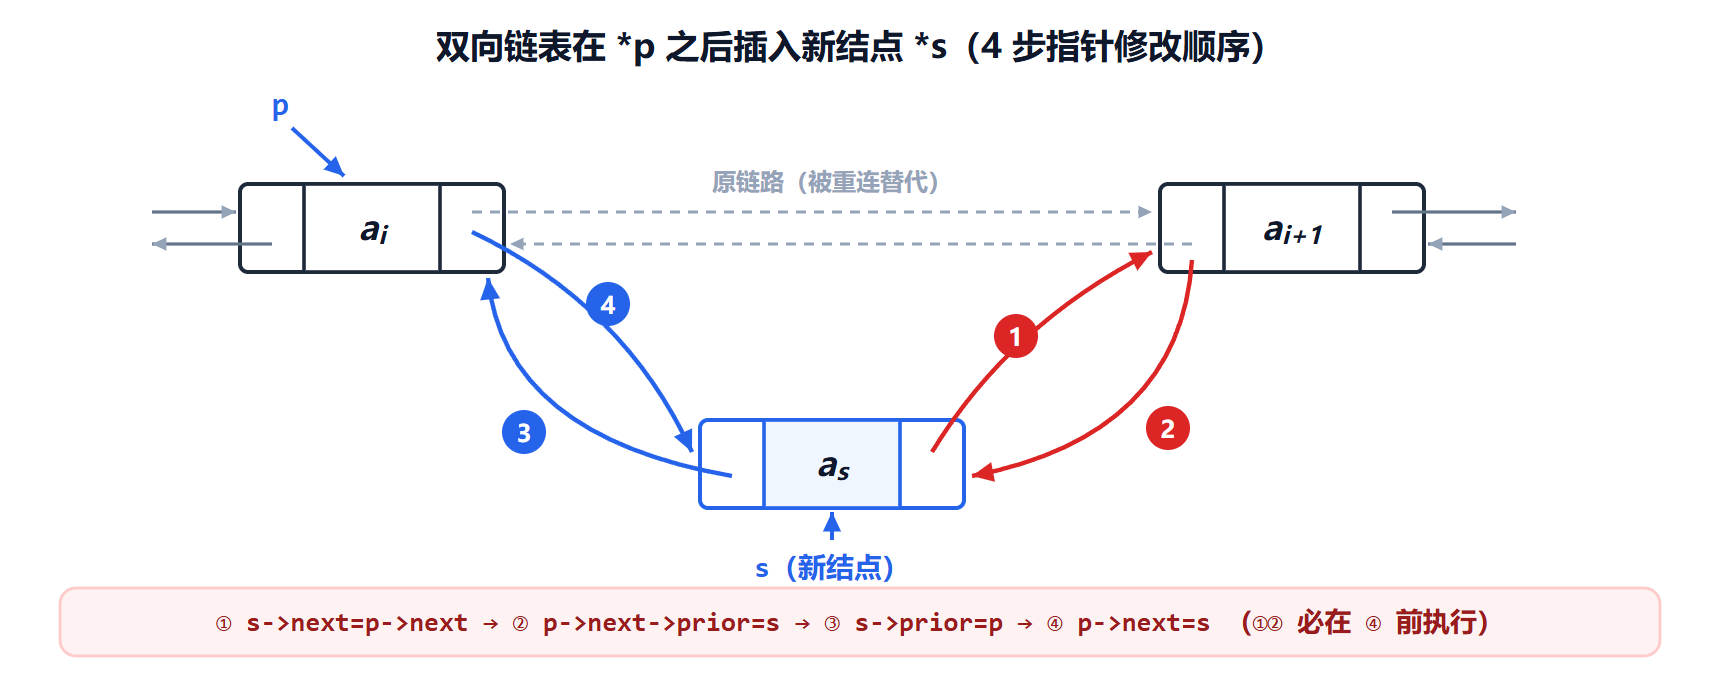 双向链表在 *p 之后插入新结点 *s（4 步指针修改顺序）
p
原链路（被重连替代）
aᵢ
aᵢ₊₁
4
1
3
2
aₛ
s（新结点）
① s->next=p->next → ② p->next->prior=s → ③ s->prior=p → ④ p->next=s （①② 必在 ④ 前执行）